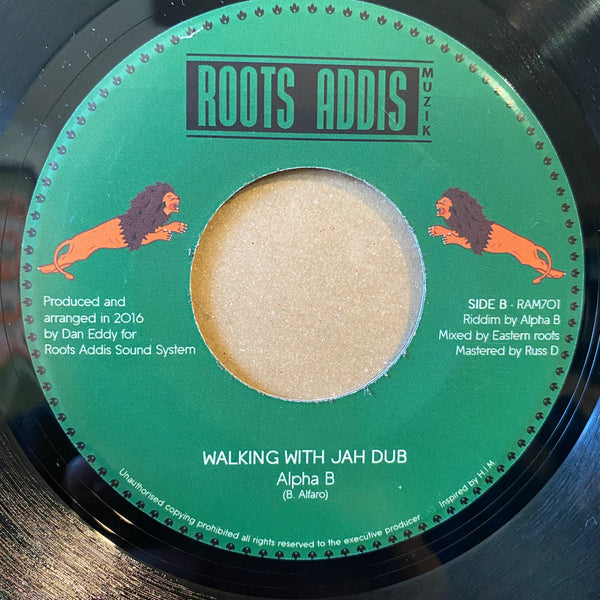 ROOTS ADDIS
MUZIK
Produced and
arranged in 2016
by Dan Eddy for
Roots Addis Sound System
SIDE B - RAM701
Riddim by Alpha B
Mixed by Eastern roots
Mastered by Russ D
WALKING WITH JAH DUB
Alpha B
(B. Alfaro)
Unauthorised copying prohibited all rights reserved to the executive producer
Inspired by H.I.M